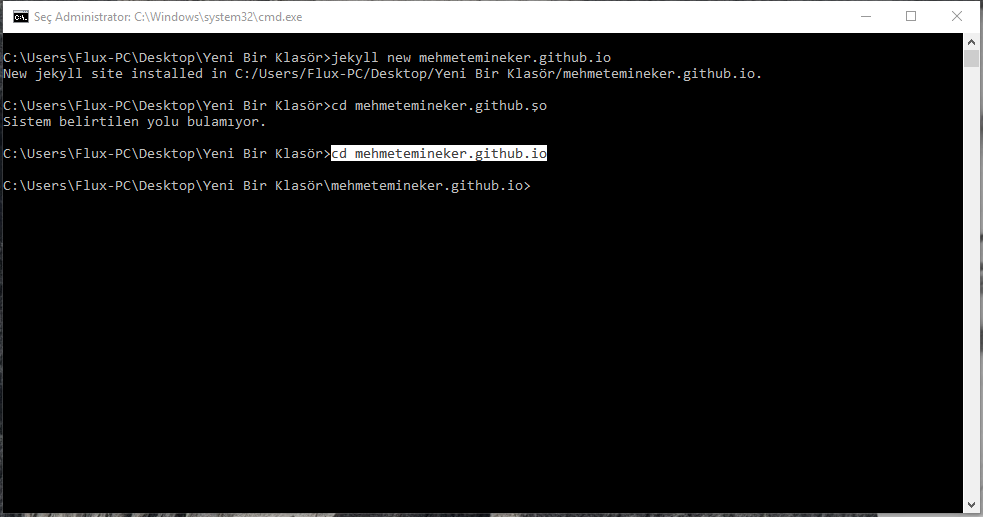 Seç Administrator: C:\Windows\system32\cmd.exe
C:\Users\Flux-PC\Desktop\Yeni Bir Klasör>jekyll new mehmetemineker.github.io
New jekyll site installed in C:/Users/Flux-PC/Desktop/Yeni Bir Klasör/mehmetemineker.github.io.
C:\Users\Flux-PC\Desktop\Yeni Bir Klasör>cd mehmetemineker.github.şo
Sistem belirtilen yolu bulamıyor.
C:\Users\Flux-PC\Desktop\Yeni Bir Klasör>cd mehmetemineker.github.io
C:\Users\Flux-PC\Desktop\Yeni Bir Klasör\mehmetemineker.github.io>